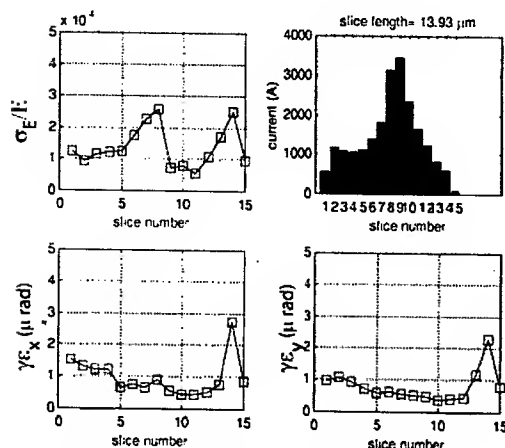 x 10⁻⁴
3
2
1
0
σE/E
0 5 10 15
slice number
slice length= 13.93 μm
4000
3000
2000
1000
0
current (A)
123456789101234 5
slice number
5
4
3
2
1
0
γεx (μ rad)
0 5 10 15
slice number
5
4
3
2
1
0
γεy (μ rad)
0 5 10 15
slice number